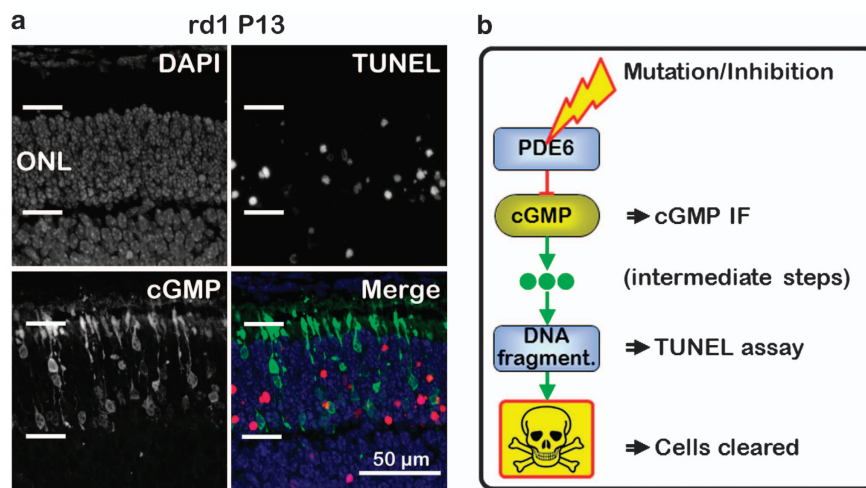 a
rd1 P13
DAPI
TUNEL
ONL
cGMP
Merge
50 µm
b
Mutation/Inhibition
PDE6
cGMP
cGMP IF
(intermediate steps)
DNA
fragment.
TUNEL assay
Cells cleared